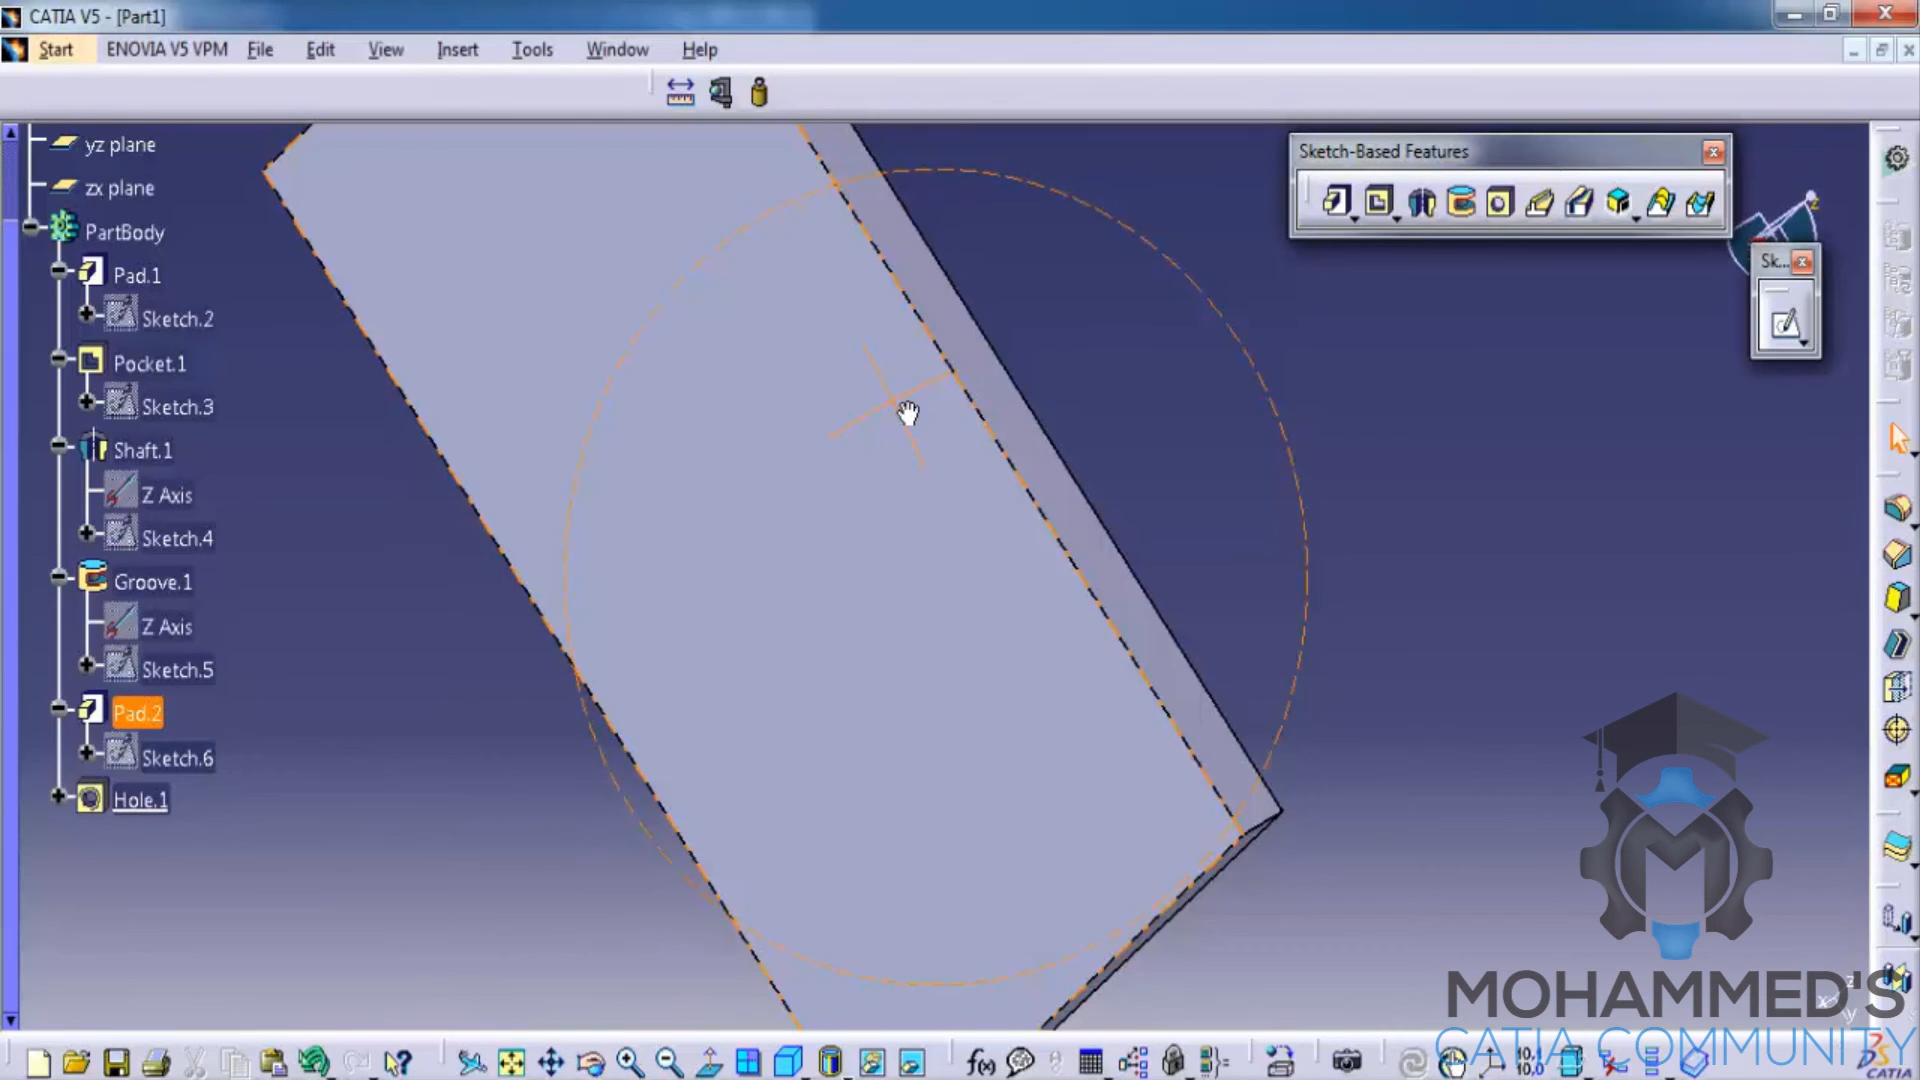 CATIA V5 - [Part1]
Start ENOVIA V5 VPM File Edit View Insert Tools Window Help
yz plane
zx plane
PartBody
Pad.1
Sketch.2
Pocket.1
Sketch.3
Shaft.1
Z Axis
Sketch.4
Groove.1
Z Axis
Sketch.5
Pad.2
Sketch.6
Hole.1
Sketch-Based Features
Sk...
z
MOHAMMED'S
CATIA COMMUNITY
f(x)
CATIA